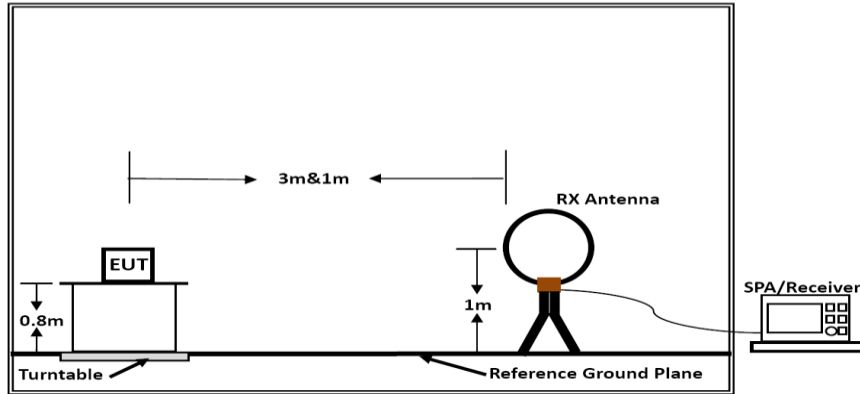 3m&1m
RX Antenna
EUT
SPA/Receiver
0.8m
1m
Turntable
Reference Ground Plane